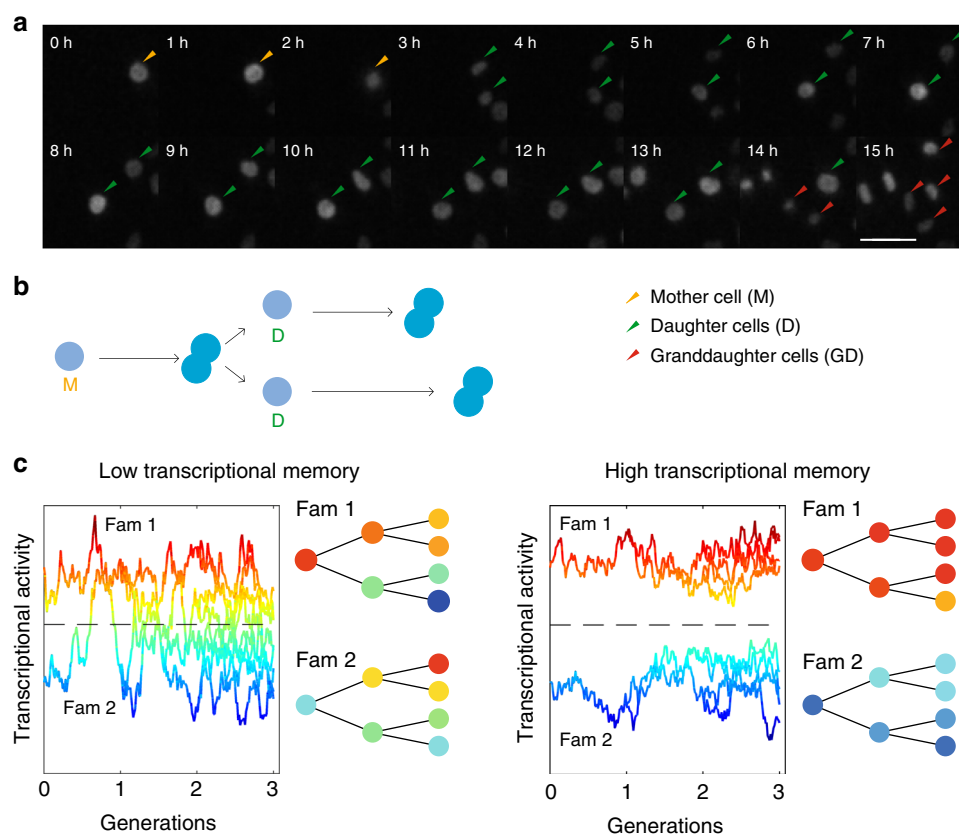 a
0 h 1 h 2 h 3 h 4 h 5 h 6 h 7 h
8 h 9 h 10 h 11 h 12 h 13 h 14 h 15 h
b
M
D
D
Mother cell (M)
Daughter cells (D)
Granddaughter cells (GD)
c
Low transcriptional memory
Transcriptional activity
Fam 1
Fam 2
0 1 2 3
Generations
Fam 1
Fam 2
High transcriptional memory
Transcriptional activity
Fam 1
Fam 2
0 1 2 3
Generations
Fam 1
Fam 2